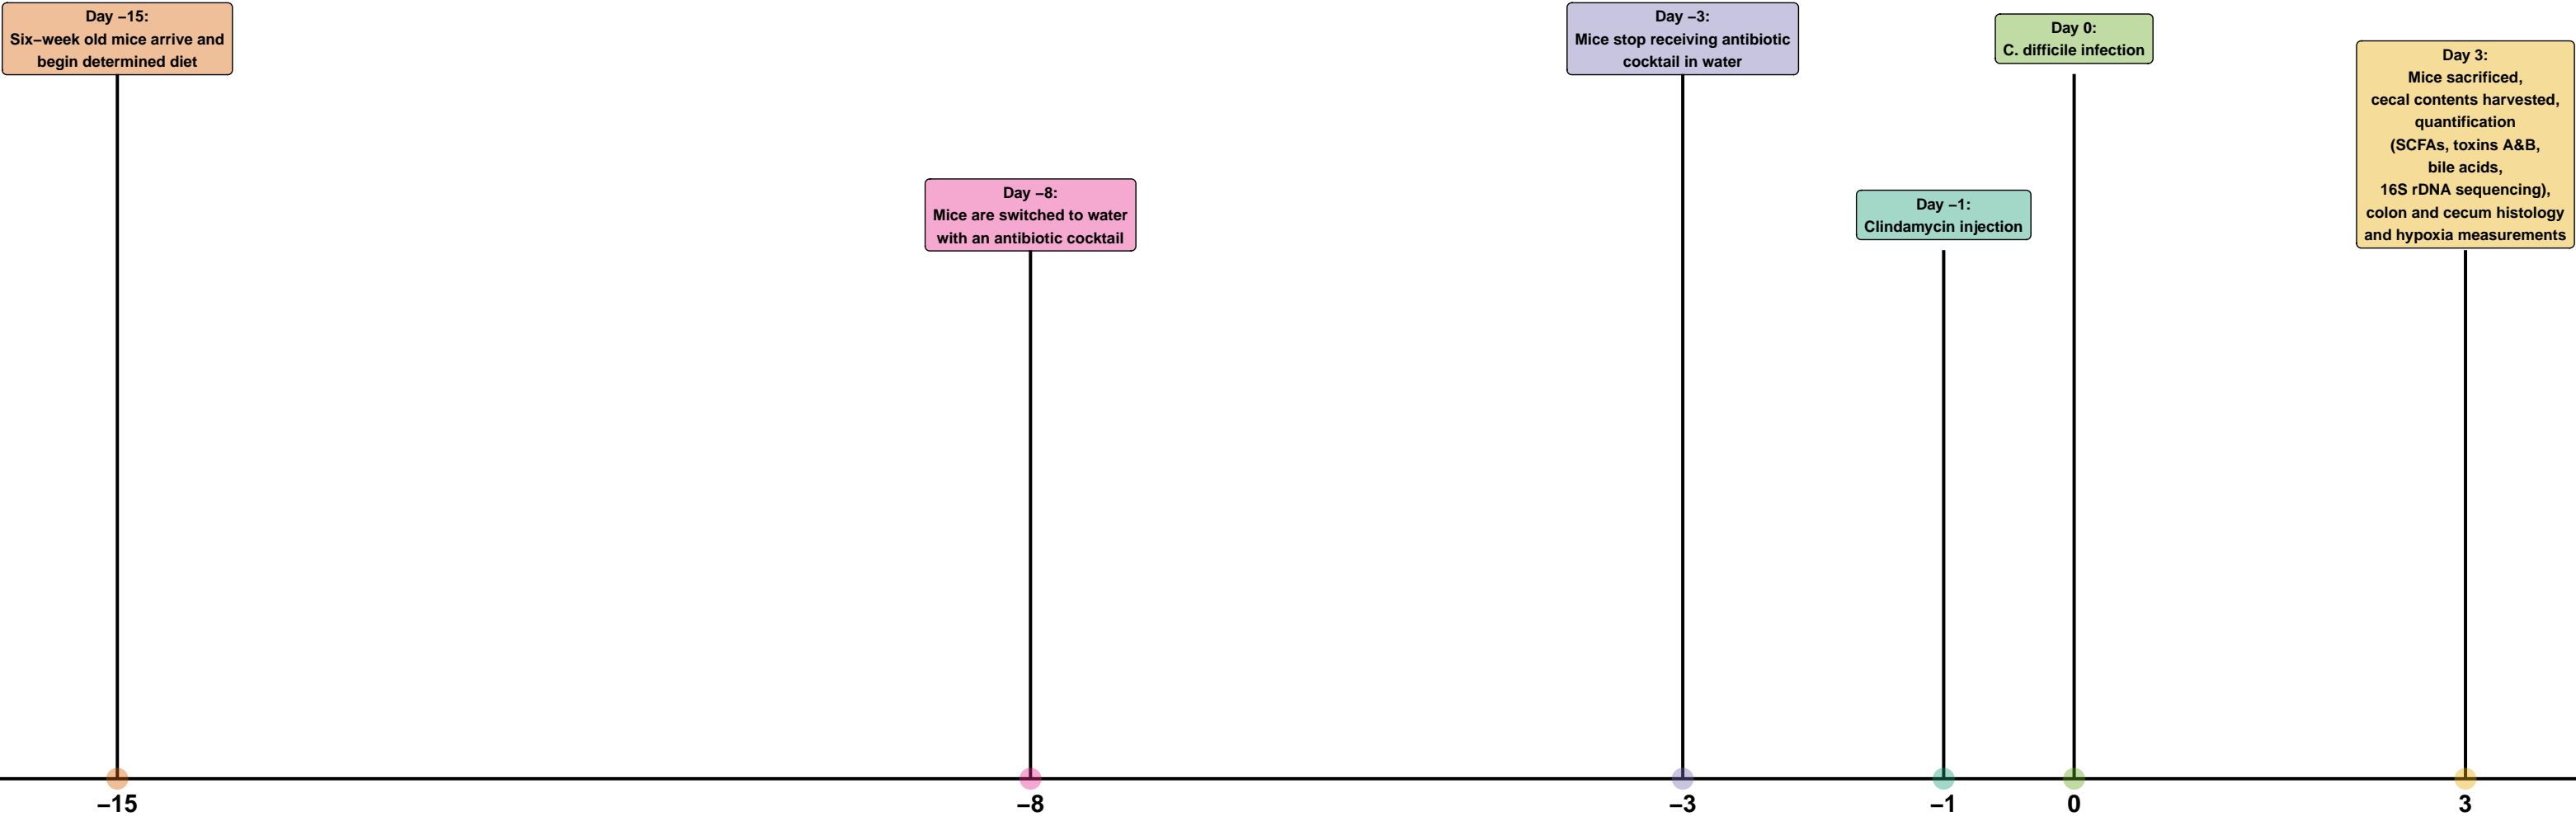 Day −15:
Six−week old mice arrive and
begin determined diet
Day −8:
Mice are switched to water
with an antibiotic cocktail
Day −3:
Mice stop receiving antibiotic
cocktail in water
Day −1:
Clindamycin injection
Day 0:
C. difficile infection
Day 3:
Mice sacrificed,
cecal contents harvested,
quantification
(SCFAs, toxins A&B,
bile acids,
16S rDNA sequencing),
colon and cecum histology
and hypoxia measurements
−15
−8
−3
−1
0
3